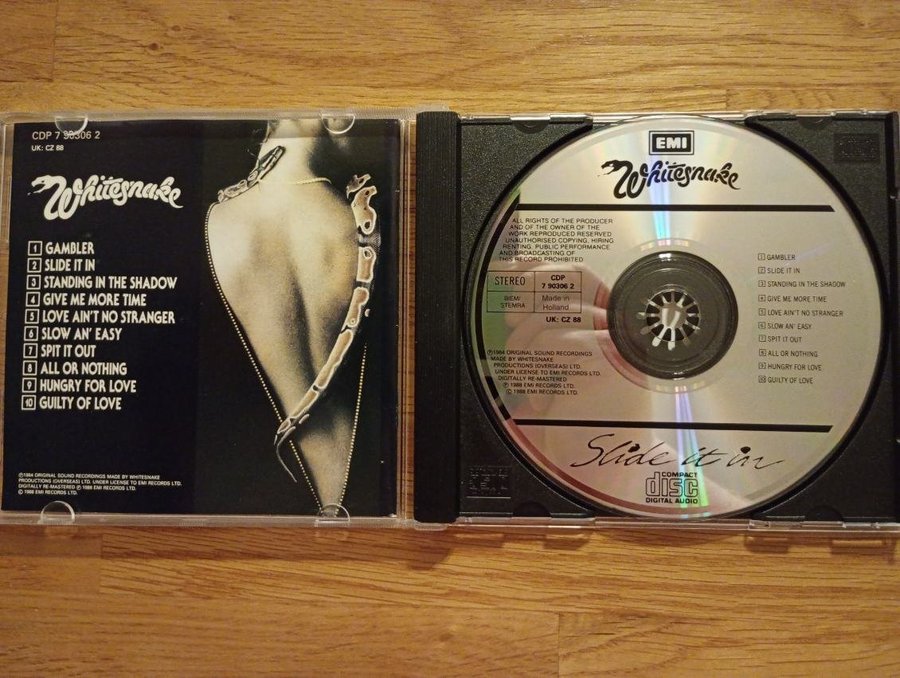 CDP 7 90306 2
UK: CZ 88
Whitesnake
1 GAMBLER
2 SLIDE IT IN
3 STANDING IN THE SHADOW
4 GIVE ME MORE TIME
5 LOVE AIN'T NO STRANGER
6 SLOW AN' EASY
7 SPIT IT OUT
8 ALL OR NOTHING
9 HUNGRY FOR LOVE
10 GUILTY OF LOVE
℗1984 ORIGINAL SOUND RECORDINGS MADE BY WHITESNAKE
PRODUCTIONS (OVERSEAS) LTD. UNDER LICENSE TO EMI RECORDS LTD.
DIGITALLY RE-MASTERED ℗ 1988 EMI RECORDS LTD.
© 1988 EMI RECORDS LTD.
EMI
Whitesnake
ALL RIGHTS OF THE PRODUCER
AND OF THE OWNER OF THE
WORK REPRODUCED RESERVED
UNAUTHORISED COPYING, HIRING
RENTING, PUBLIC PERFORMANCE
AND BROADCASTING OF
THIS RECORD PROHIBITED
STEREO
CDP
7 90306 2
BIEM/
STEMRA
Made in
Holland
UK: CZ 88
1 GAMBLER
2 SLIDE IT IN
3 STANDING IN THE SHADOW
4 GIVE ME MORE TIME
5 LOVE AIN'T NO STRANGER
6 SLOW AN' EASY
7 SPIT IT OUT
8 ALL OR NOTHING
9 HUNGRY FOR LOVE
10 GUILTY OF LOVE
℗1984 ORIGINAL SOUND RECORDINGS
MADE BY WHITESNAKE
PRODUCTIONS (OVERSEAS) LTD.
UNDER LICENSE TO EMI RECORDS LTD.
DIGITALLY RE-MASTERED
℗ 1988 EMI RECORDS LTD.
© 1988 EMI RECORDS LTD.
Slide it in
COMPACT
disc
DIGITAL AUDIO